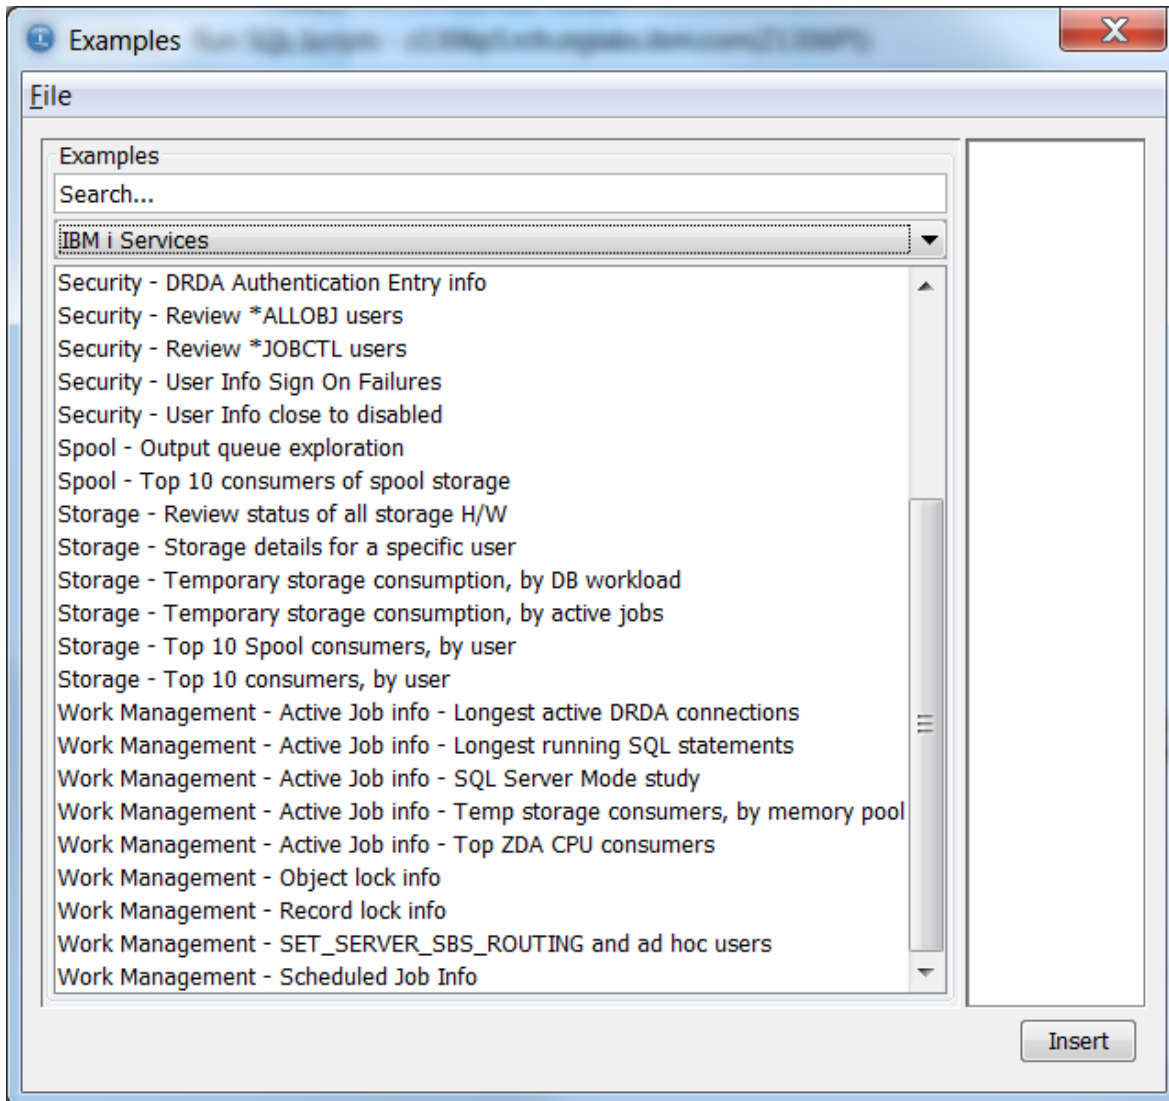 Examples
File
Examples
Search...
IBM i Services
Security - DRDA Authentication Entry info
Security - Review *ALLOBJ users
Security - Review *JOBCTL users
Security - User Info Sign On Failures
Security - User Info close to disabled
Spool - Output queue exploration
Spool - Top 10 consumers of spool storage
Storage - Review status of all storage H/W
Storage - Storage details for a specific user
Storage - Temporary storage consumption, by DB workload
Storage - Temporary storage consumption, by active jobs
Storage - Top 10 Spool consumers, by user
Storage - Top 10 consumers, by user
Work Management - Active Job info - Longest active DRDA connections
Work Management - Active Job info - Longest running SQL statements
Work Management - Active Job info - SQL Server Mode study
Work Management - Active Job info - Temp storage consumers, by memory pool
Work Management - Active Job info - Top ZDA CPU consumers
Work Management - Object lock info
Work Management - Record lock info
Work Management - SET_SERVER_SBS_ROUTING and ad hoc users
Work Management - Scheduled Job Info
Insert